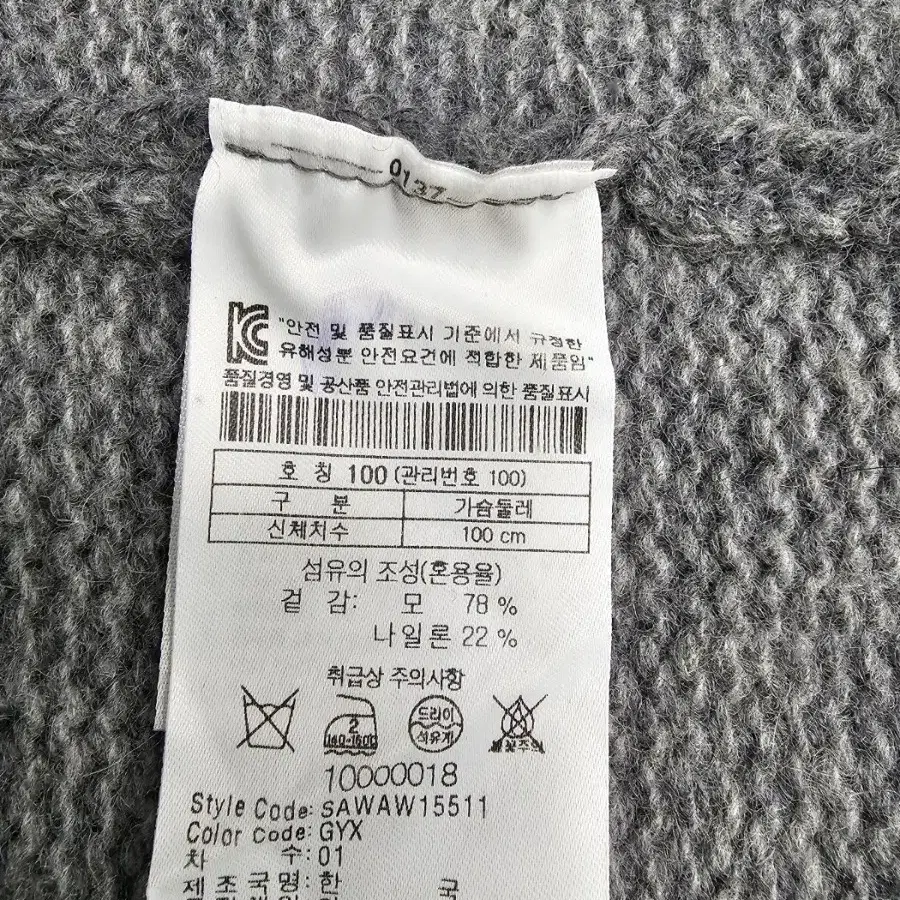 0137
KC "안전 및 품질표시 기준에서 규정한
유해성분 안전요건에 적합한 제품임"
품질경영 및 공산품 안전관리법에 의한 품질표시
호 칭 100 (관리번호 100)
구 분 가슴둘레
신체치수 100 cm
섬유의 조성(혼용율)
겉 감: 모 78 %
나일론 22 %
취급상 주의사항
2
140~160℃
드라이
석유계
불꽃주의
10000018
Style Code: SAWAW15511
Color Code: GYX
차 수: 01
제 조 국 명: 한 국